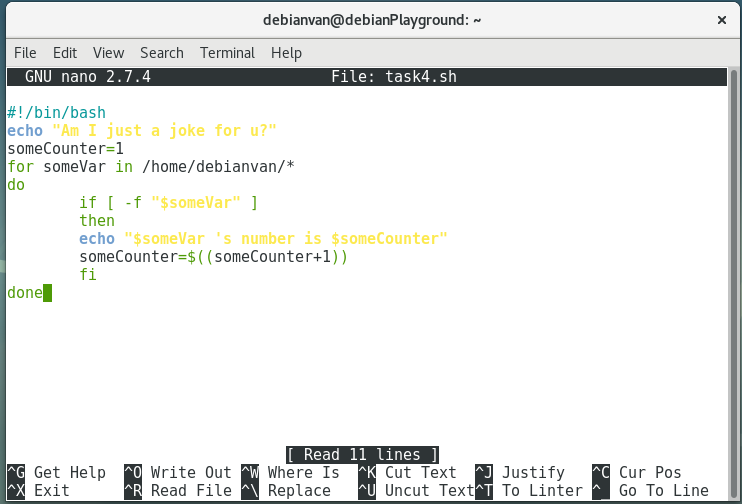 debianvan@debianPlayground: ~ ×
File Edit View Search Terminal Help
GNU nano 2.7.4 File: task4.sh
#!/bin/bash
echo "Am I just a joke for u?"
someCounter=1
for someVar in /home/debianvan/*
do
        if [ -f "$someVar" ]
        then
        echo "$someVar 's number is $someCounter"
        someCounter=$((someCounter+1))
        fi
done
[ Read 11 lines ]
^G Get Help ^O Write Out ^W Where Is ^K Cut Text ^J Justify ^C Cur Pos
^X Exit ^R Read File ^\ Replace ^U Uncut Text ^T To Linter ^_ Go To Line